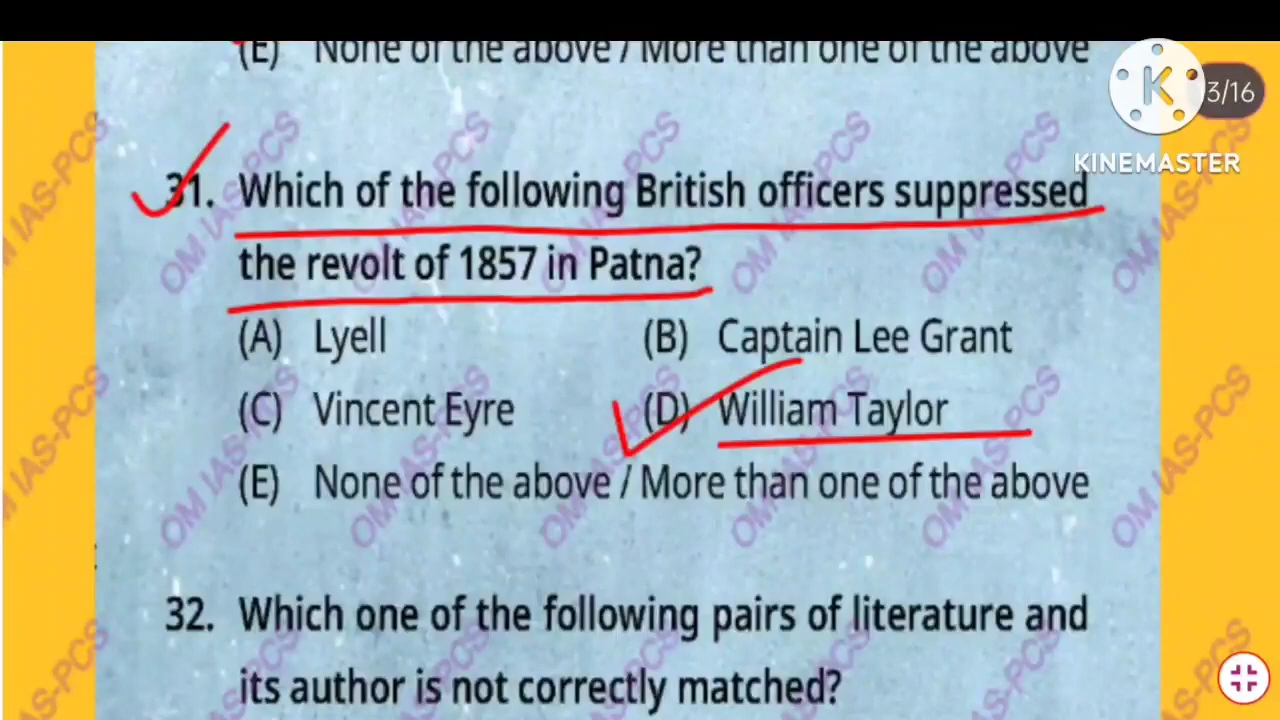 (E) None of the above / More than one of the above
3/16
KINEMASTER
31. Which of the following British officers suppressed
the revolt of 1857 in Patna?
(A) Lyell (B) Captain Lee Grant
(C) Vincent Eyre (D) William Taylor
(E) None of the above / More than one of the above
32. Which one of the following pairs of literature and
its author is not correctly matched?
OM IAS-PCS